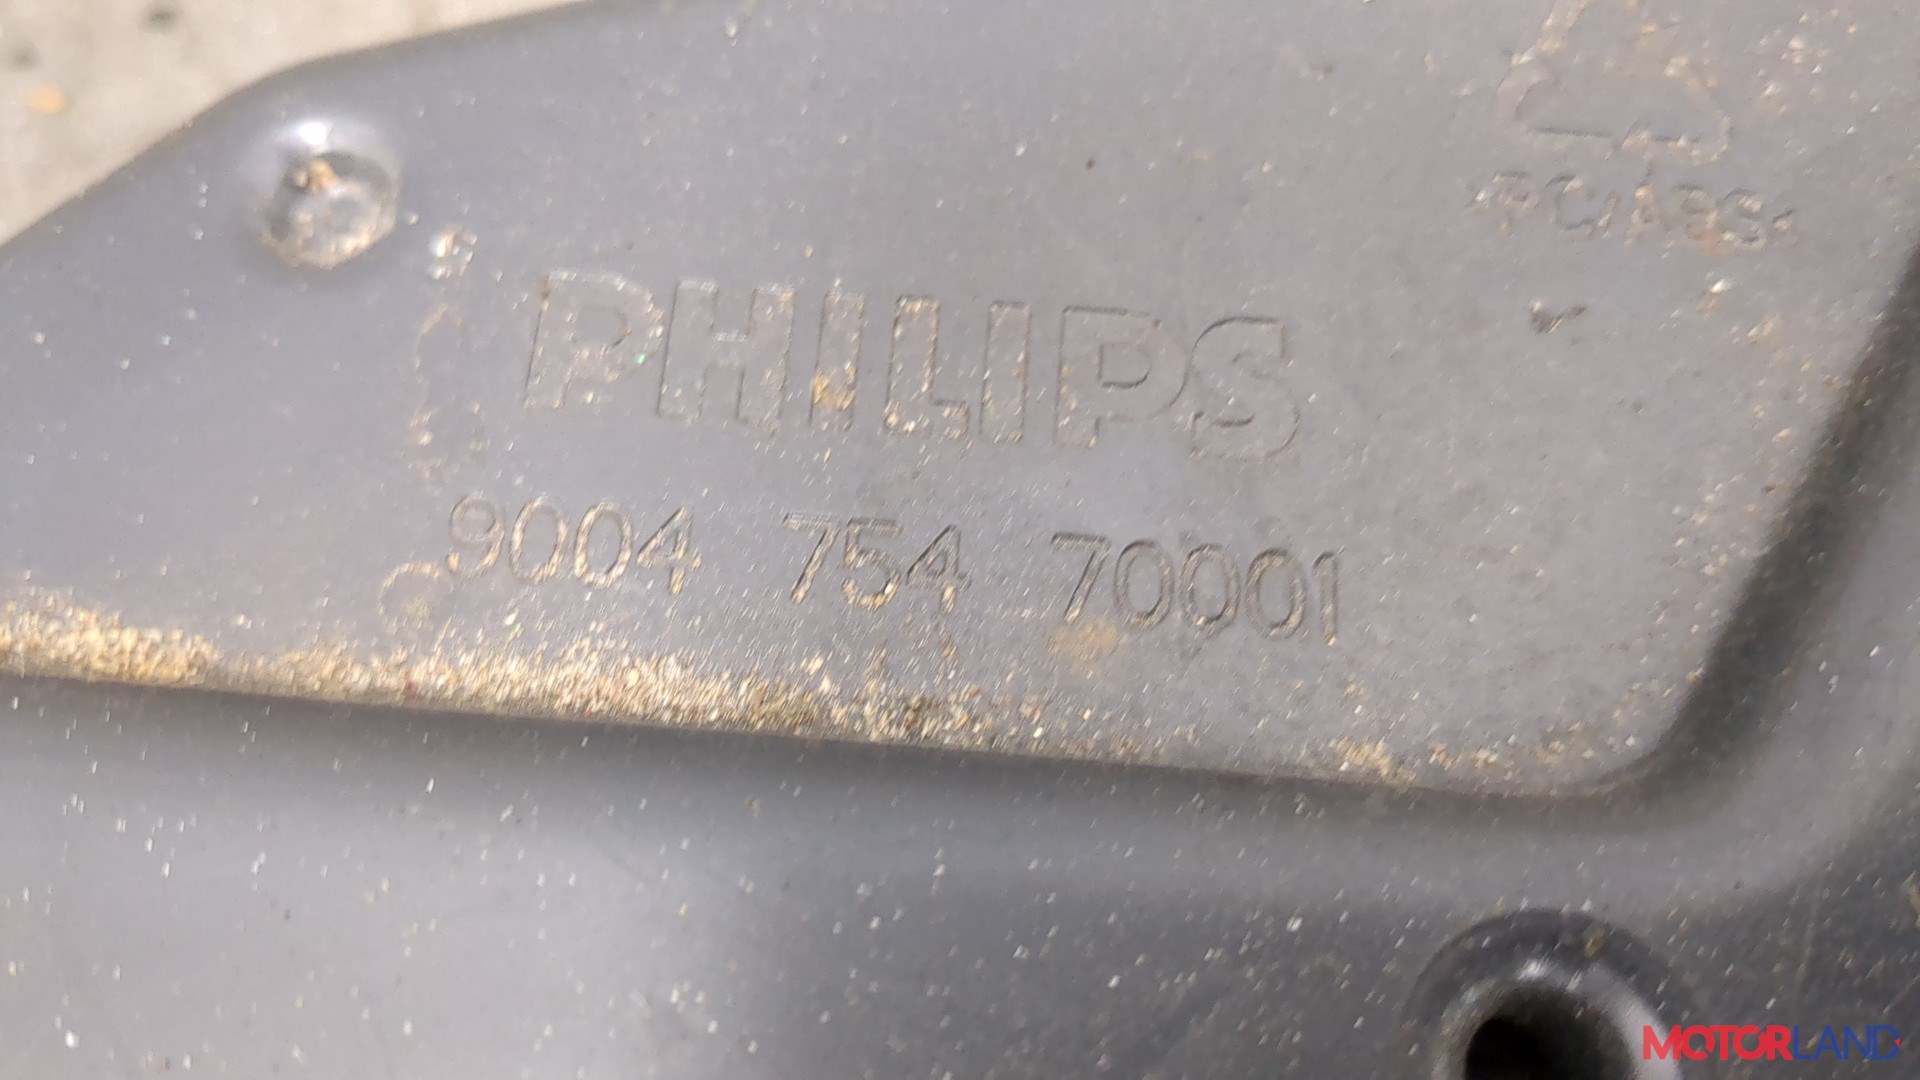 >PC/ABS<
PHILIPS
9004 754 70001
MOTORLAND